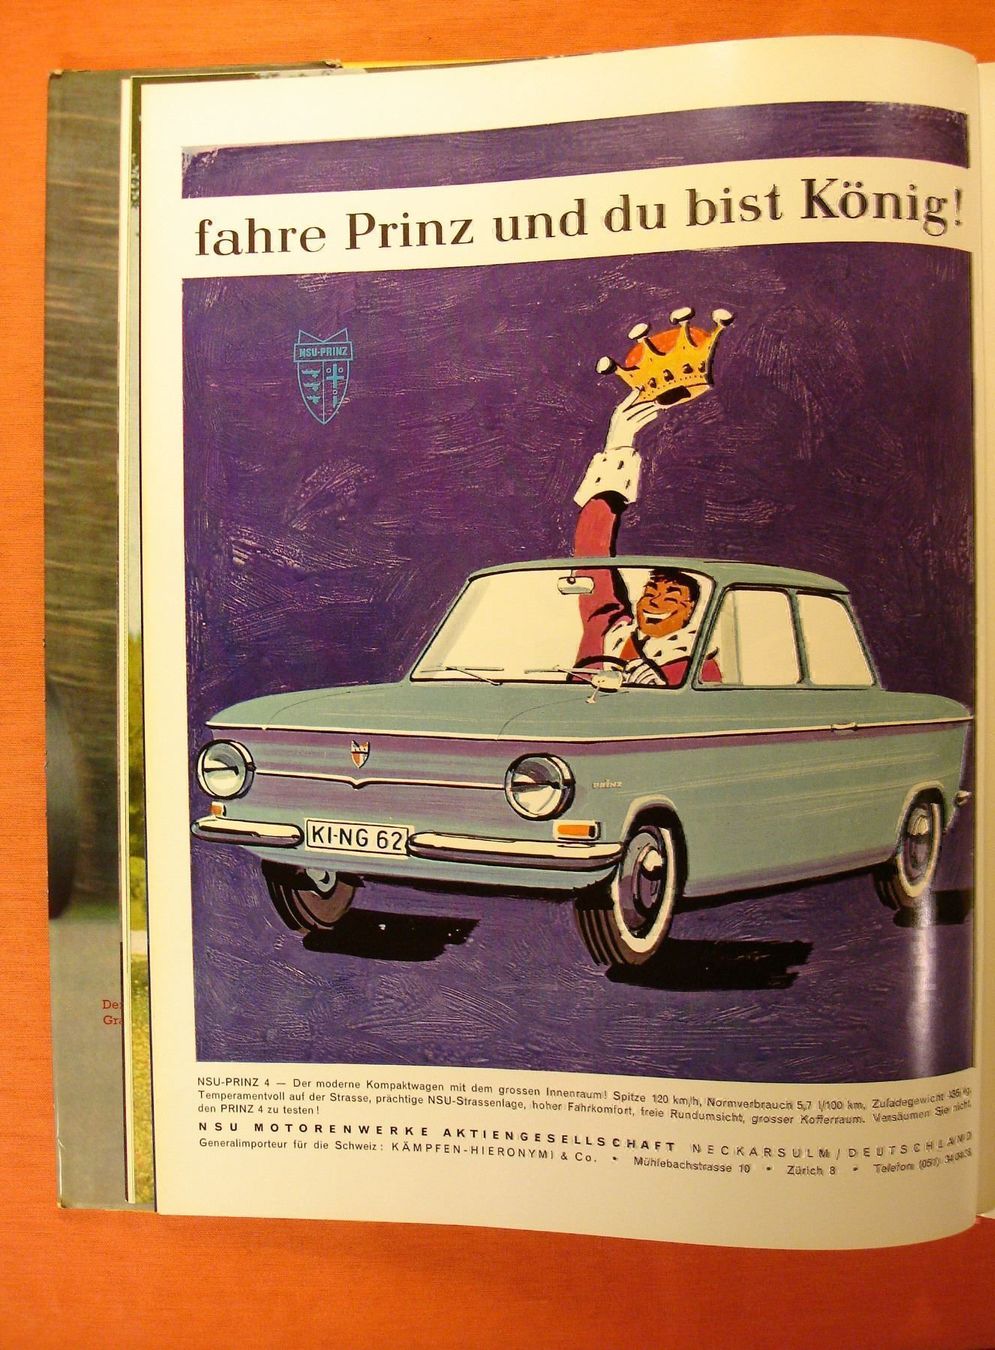 fahre Prinz und du bist König!
NSU-PRINZ
PRINZ
KI-NG 62
De
Gra
NSU-PRINZ 4 — Der moderne Kompaktwagen mit dem grossen Innenraum! Spitze 120 km/h, Normverbrauch 5,7 l/100 km, Zuladegewicht kg.
Temperamentvoll auf der Strasse, prächtige NSU-Strassenlage, hoher Fahrkomfort, freie Rundumsicht, grosser Kofferraum. Versäumen Sie nicht,
den PRINZ 4 zu testen!
NSU MOTORENWERKE AKTIENGESELLSCHAFT NECKARSULM/DEUTSCHLAND
Generalimporteur für die Schweiz: KÄMPFEN-HIERONYMI & Co. • Mühlebachstrasse 10 • Zürich 8 • Telefon (051)